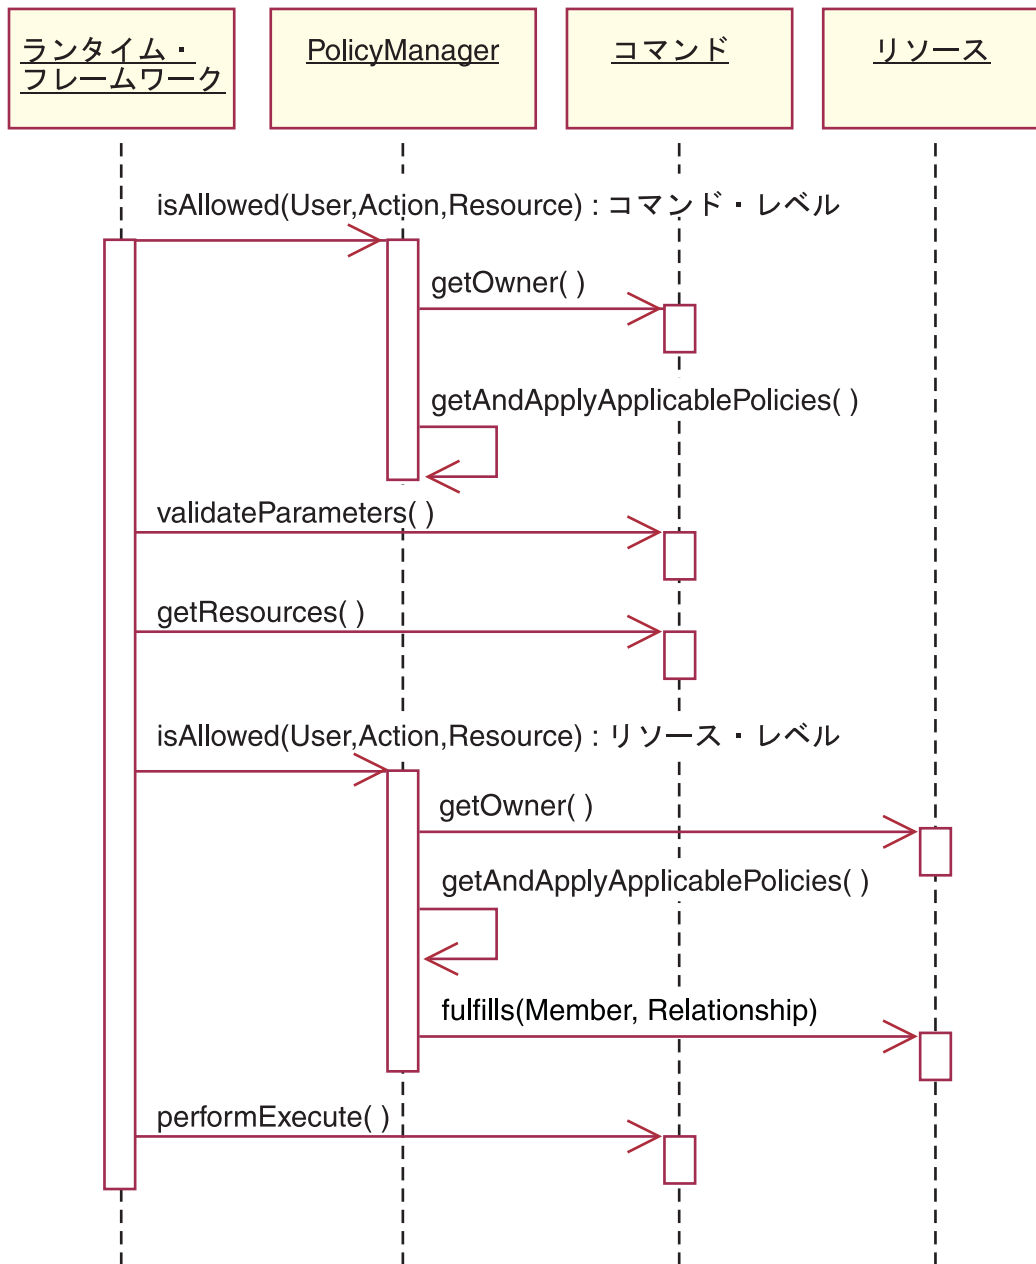 ランタイム・
フレームワーク
PolicyManager
コマンド
リソース
isAllowed(User,Action,Resource) : コマンド・レベル
getOwner( )
getAndApplyApplicablePolicies( )
validateParameters( )
getResources( )
isAllowed(User,Action,Resource) : リソース・レベル
getOwner( )
getAndApplyApplicablePolicies( )
fulfills(Member, Relationship)
performExecute( )